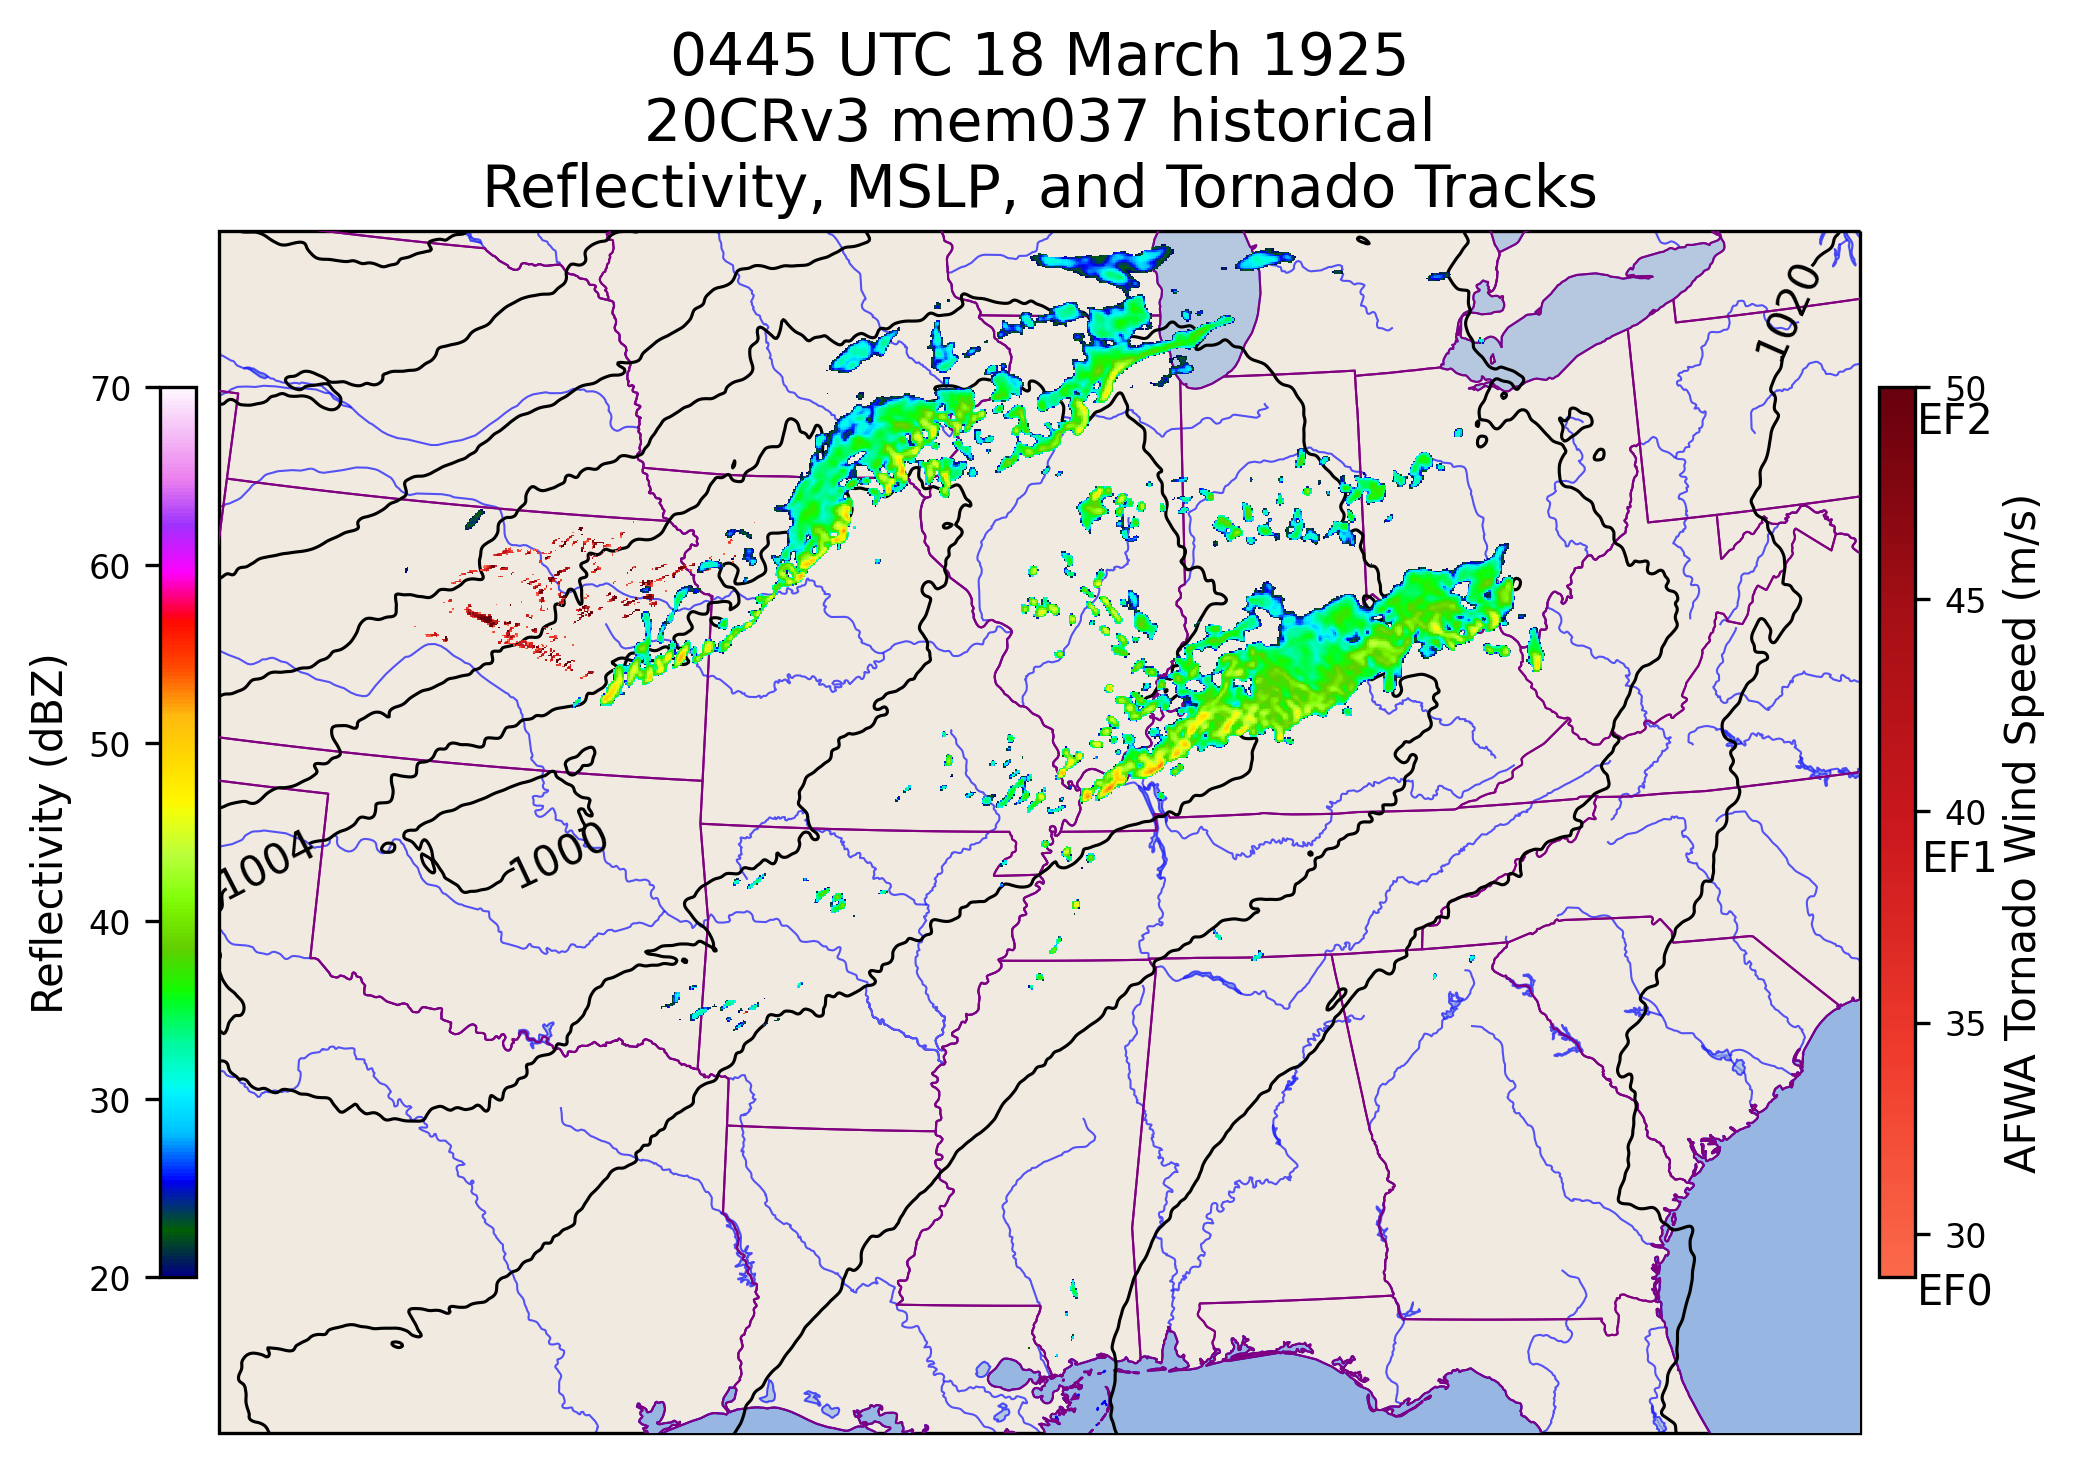 0445 UTC 18 March 1925
20CRv3 mem037 historical
Reflectivity, MSLP, and Tornado Tracks
Reflectivity (dBZ)
70
60
50
40
30
20
1020
1004
1000
50
EF2
45
40
EF1
35
30
EF0
AFWA Tornado Wind Speed (m/s)